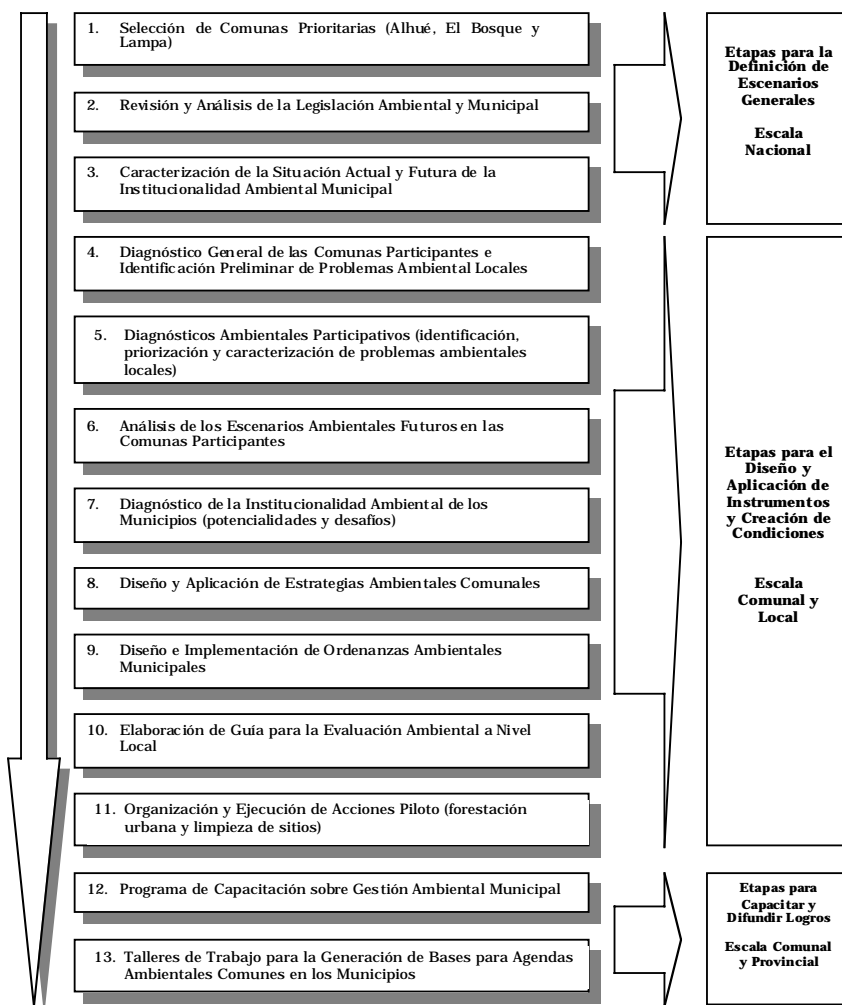 1. Selección de Comunas Prioritarias (Alhué, El Bosque y
Lampa)
2. Revisión y Análisis de la Legislación Ambiental y Municipal
3. Caracterización de la Situación Actual y Futura de la
Institucionalidad Ambiental Municipal
Etapas para la
Definición de
Escenarios
Generales
Escala
Nacional
4. Diagnóstico General de las Comunas Participantes e
Identificación Preliminar de Problemas Ambiental Locales
5. Diagnósticos Ambientales Participativos (identificación,
priorización y caracterización de problemas ambientales
locales)
6. Análisis de los Escenarios Ambientales Futuros en las
Comunas Participantes
7. Diagnóstico de la Institucionalidad Ambiental de los
Municipios (potencialidades y desafíos)
8. Diseño y Aplicación de Estrategias Ambientales Comunales
9. Diseño e Implementación de Ordenanzas Ambientales
Municipales
10. Elaboración de Guía para la Evaluación Ambiental a Nivel
Local
11. Organización y Ejecución de Acciones Piloto (forestación
urbana y limpieza de sitios)
Etapas para el
Diseño y
Aplicación de
Instrumentos
y Creación de
Condiciones
Escala
Comunal y
Local
12. Programa de Capacitación sobre Gestión Ambiental Municipal
13. Talleres de Trabajo para la Generación de Bases para Agendas
Ambientales Comunes en los Municipios
Etapas para
Capacitar y
Difundir Logros
Escala Comunal
y Provincial